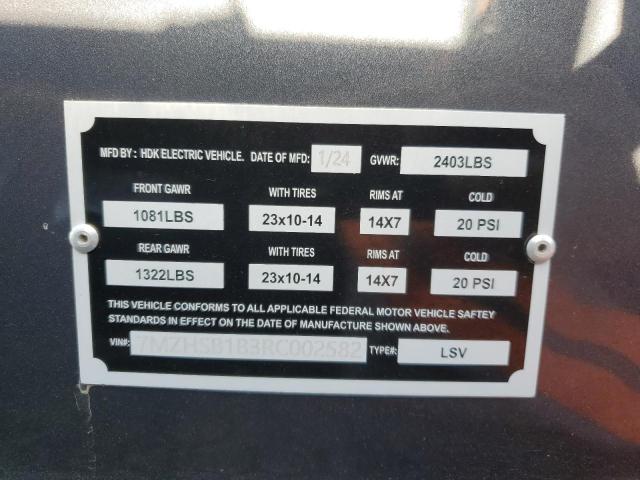 MFD BY: HDK ELECTRIC VEHICLE. DATE OF MFD: 1/24 GVWR: 2403LBS
FRONT GAWR WITH TIRES RIMS AT COLD
1081LBS 23x10-14 14X7 20 PSI
REAR GAWR WITH TIRES RIMS AT COLD
1322LBS 23x10-14 14X7 20 PSI
THIS VEHICLE CONFORMS TO ALL APPLICABLE FEDERAL MOTOR VEHICLE SAFTEY
STANDARDS IN EFFECT ON THE DATE OF MANUFACTURE SHOWN ABOVE.
VIN#: 7MZHSB1B3RC002582 TYPE#: LSV